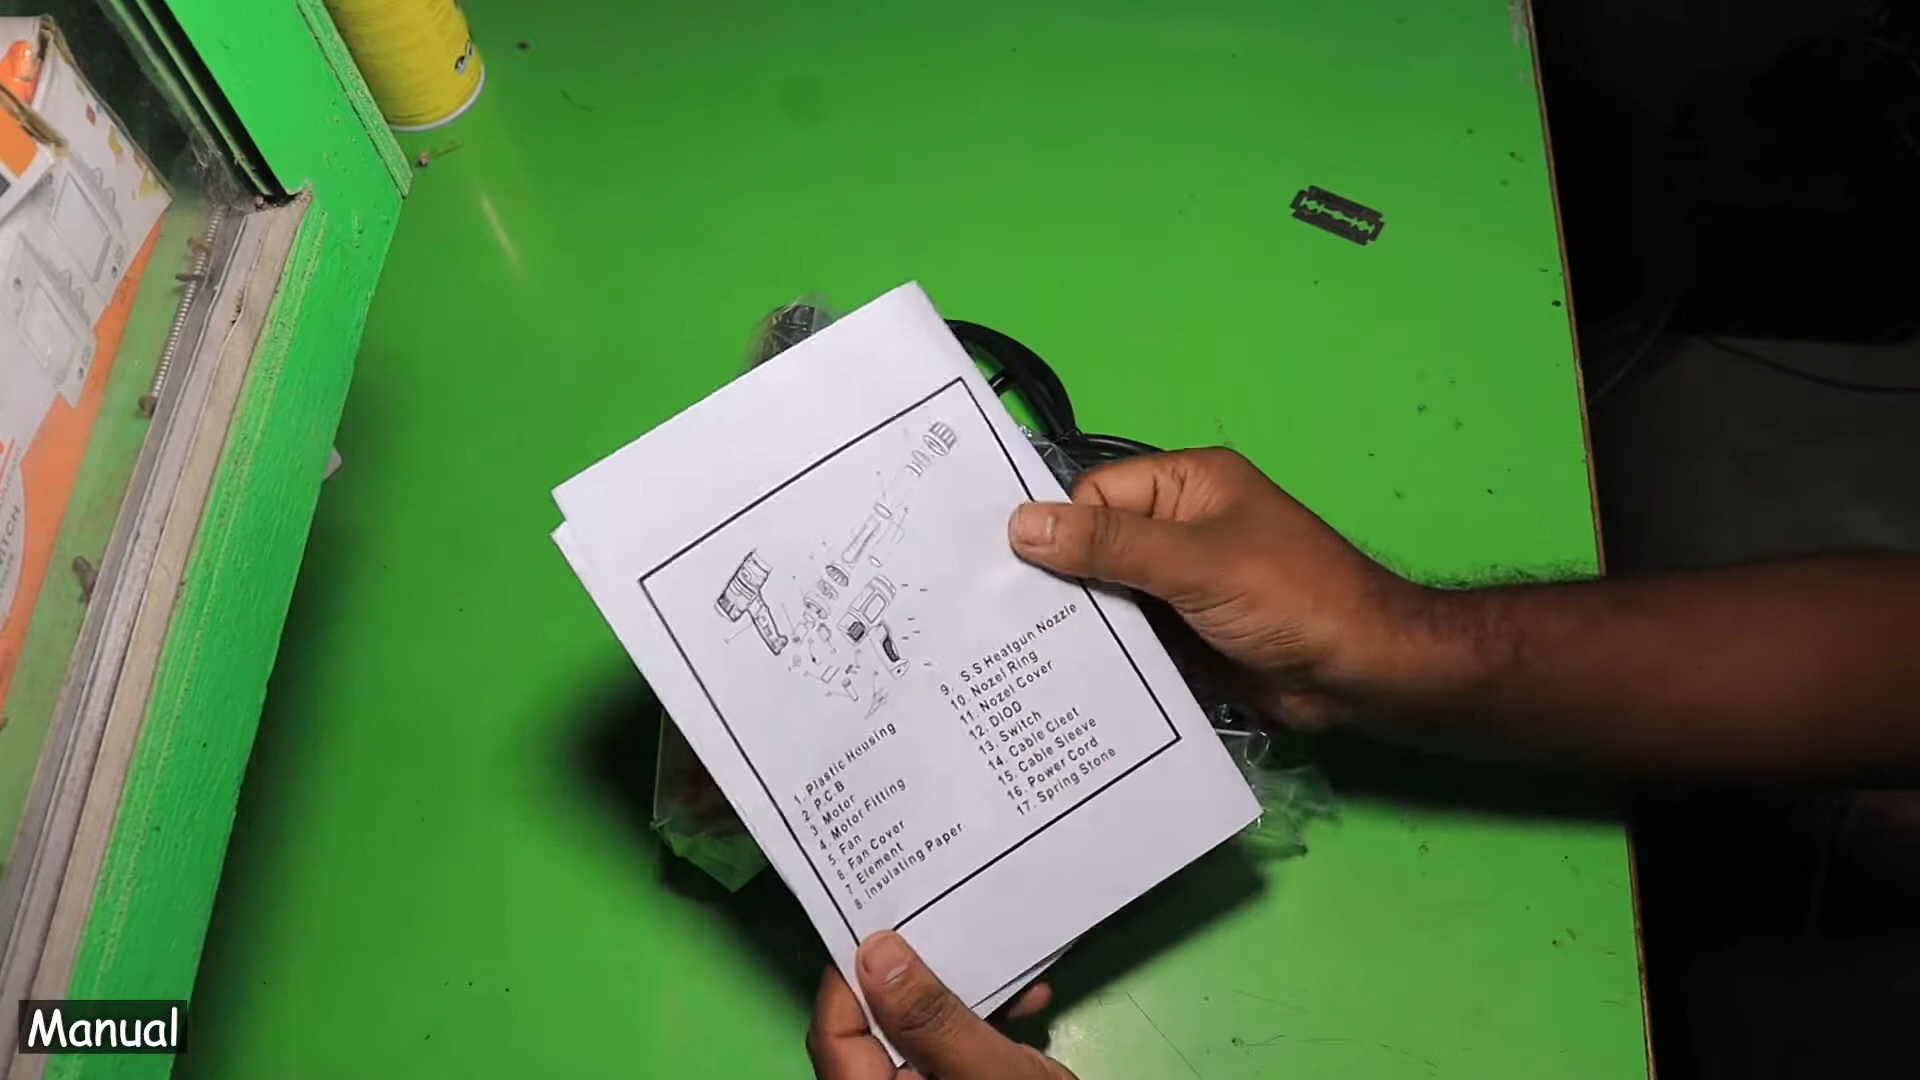 1. Plastic Housing
2. P.C.B
3. Motor
4. Motor Fitting
5. Fan
6. Fan Cover
7. Element
8. Insulating Paper.
9. S.S Heatgun Nozzle
10. Nozel Ring
11. Nozel Cover
12. DIOD
13. Switch
14. Cable Cleet
15. Cable Sleeve
16. Power Cord
17. Spring Stone
Manual